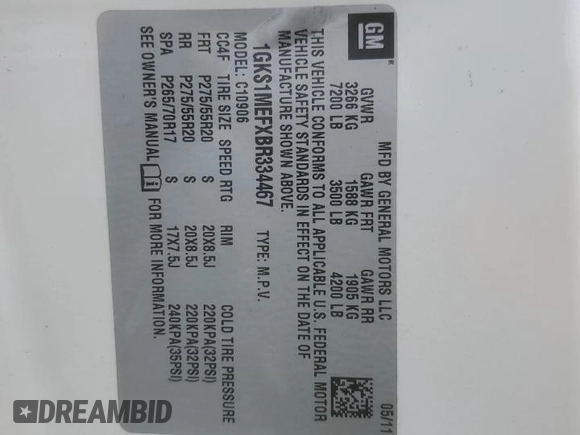 GM ®
MFD BY GENERAL MOTORS LLC 05/11
GVWR GAWR FRT GAWR RR
3266 KG 1588 KG 1905 KG
7200 LB 3500 LB 4200 LB
THIS VEHICLE CONFORMS TO ALL APPLICABLE U.S. FEDERAL MOTOR
VEHICLE SAFETY STANDARDS IN EFFECT ON THE DATE OF
MANUFACTURE SHOWN ABOVE.
1GKS1MEFXBR334467 TYPE: M.P.V.
MODEL: C10906
CC4F TIRE SIZE SPEED RTG RIM COLD TIRE PRESSURE
FRT P275/55R20 S 20X8.5J 220KPA(32PSI)
RR P275/55R20 S 20X8.5J 220KPA(32PSI)
SPA P265/70R17 S 17X7.5J 240KPA(35PSI)
SEE OWNER'S MANUAL i FOR MORE INFORMATION.
DREAMBID